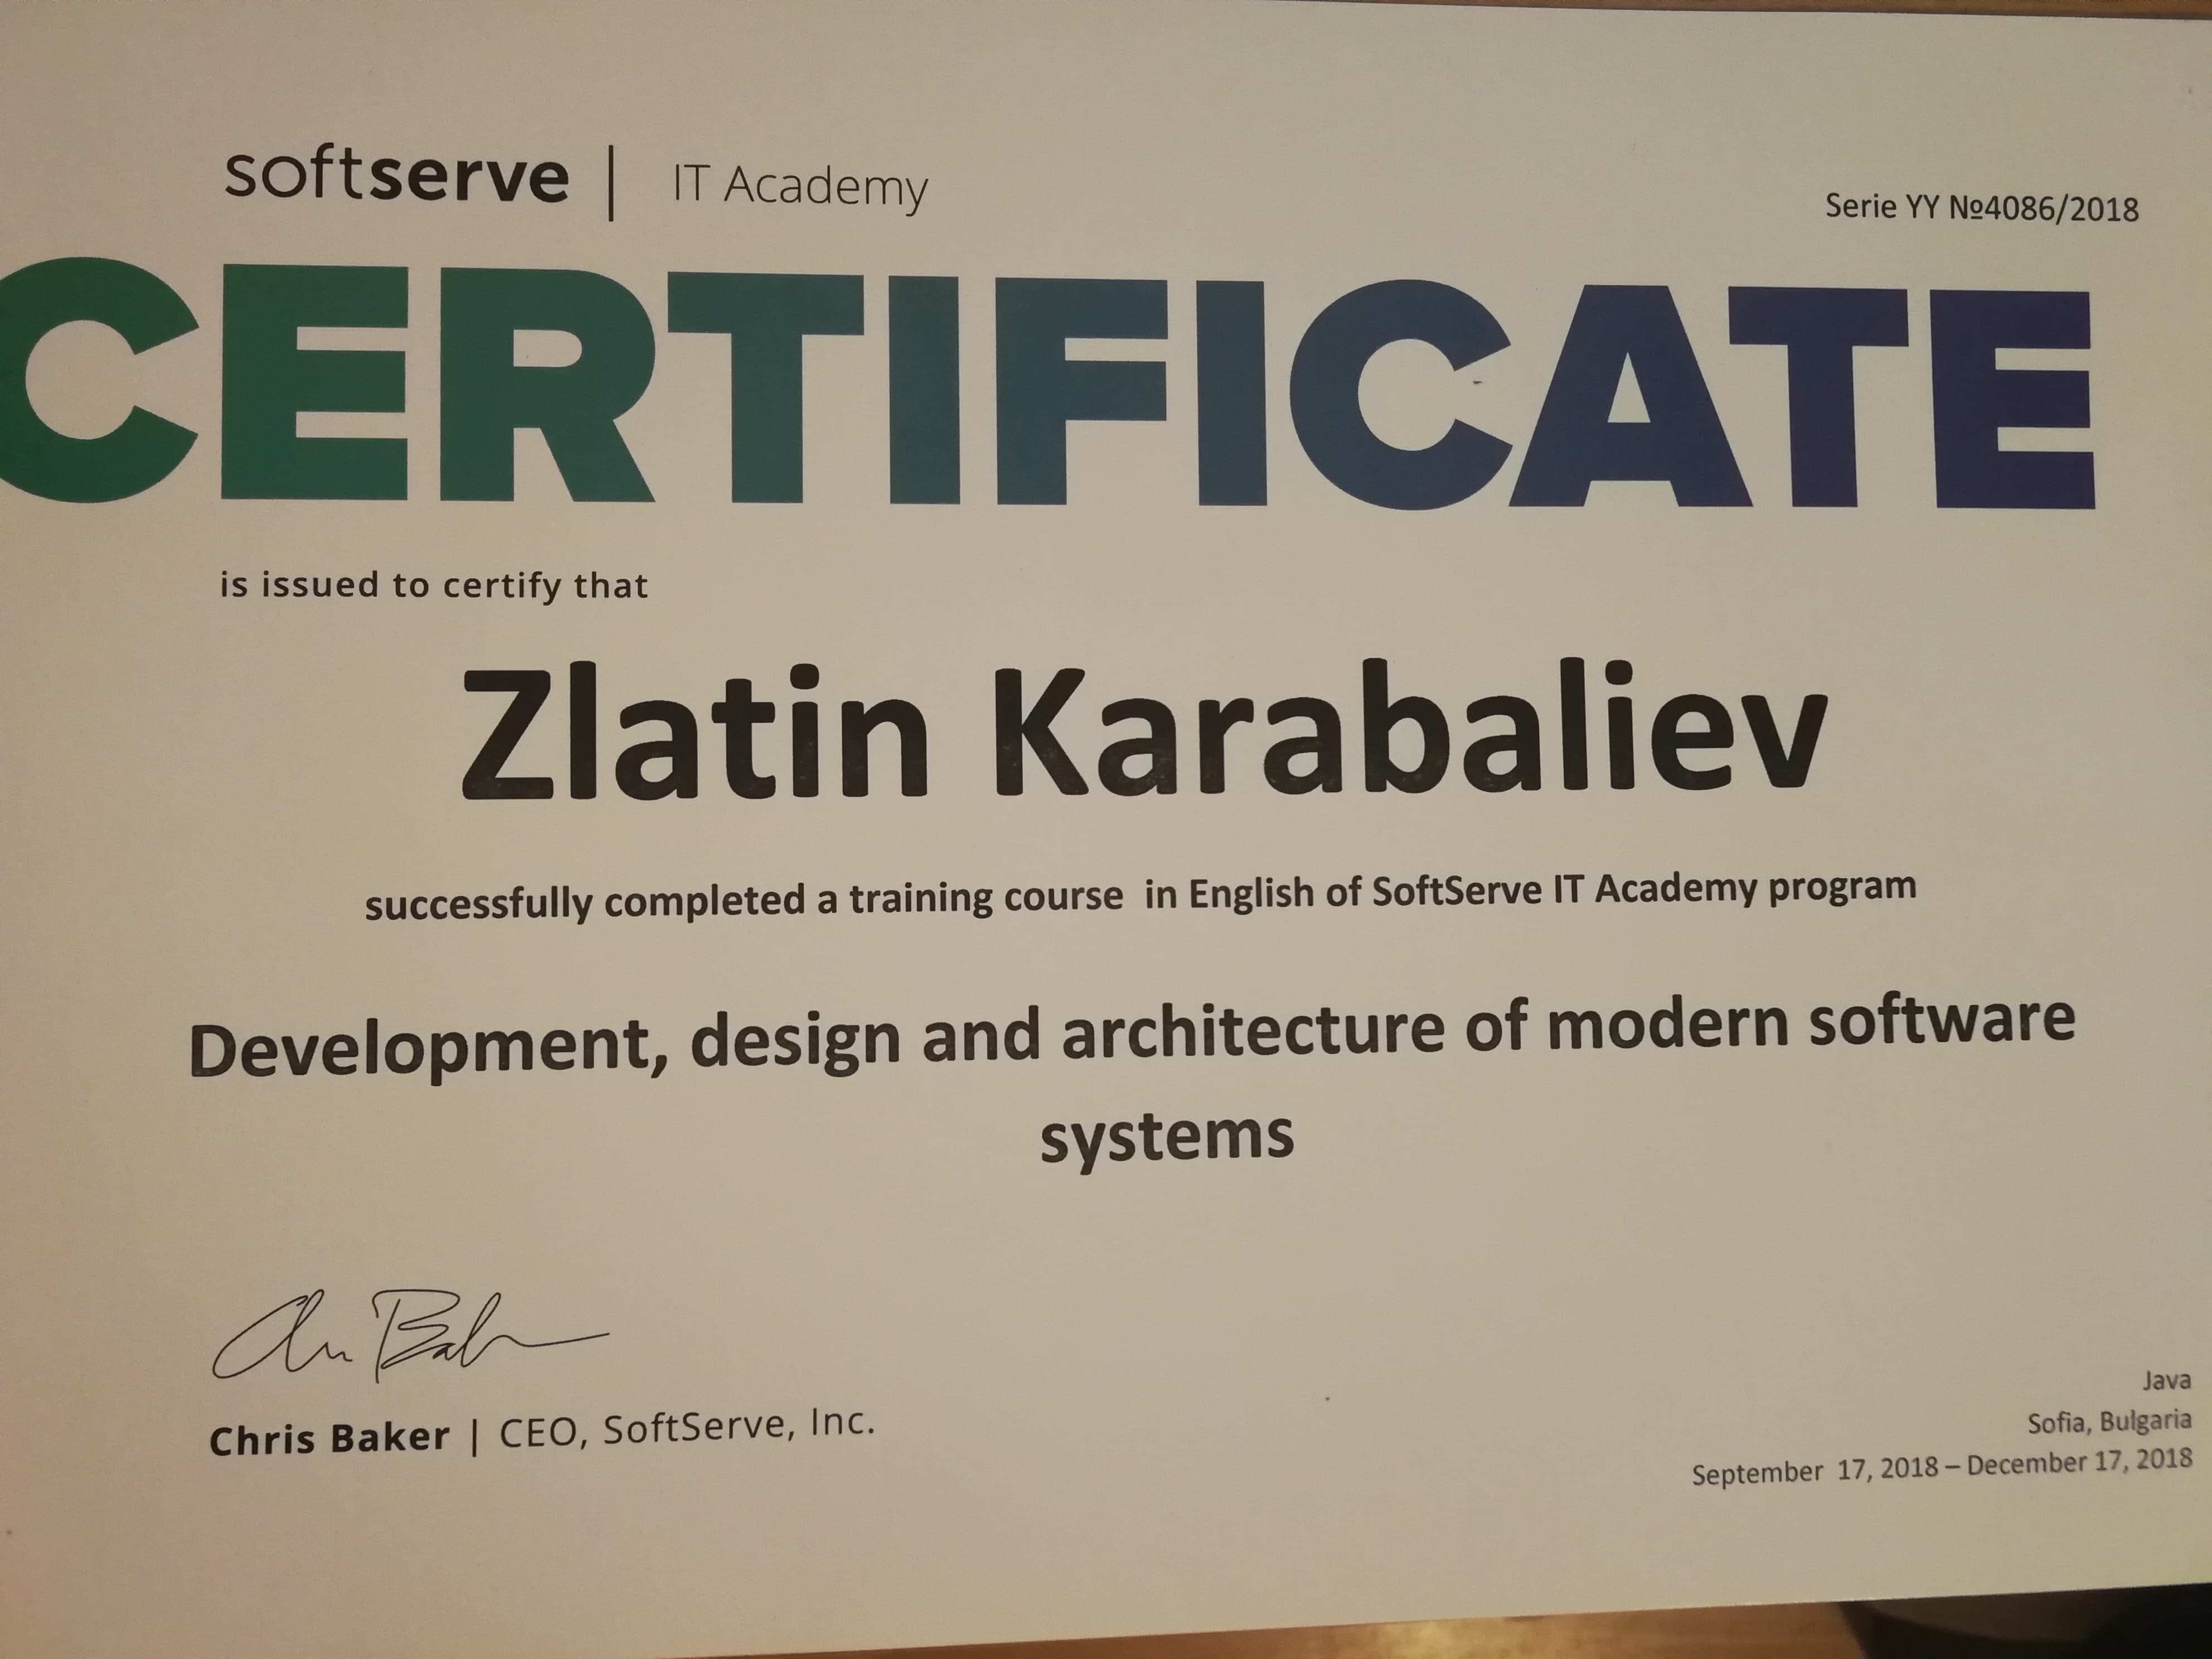 softserve | IT Academy
Serie YY №4086/2018
CERTIFICATE
is issued to certify that
Zlatin Karabaliev
successfully completed a training course in English of SoftServe IT Academy program
Development, design and architecture of modern software
systems
Chris Baker | CEO, SoftServe, Inc.
Java
Sofia, Bulgaria
September 17, 2018 – December 17, 2018